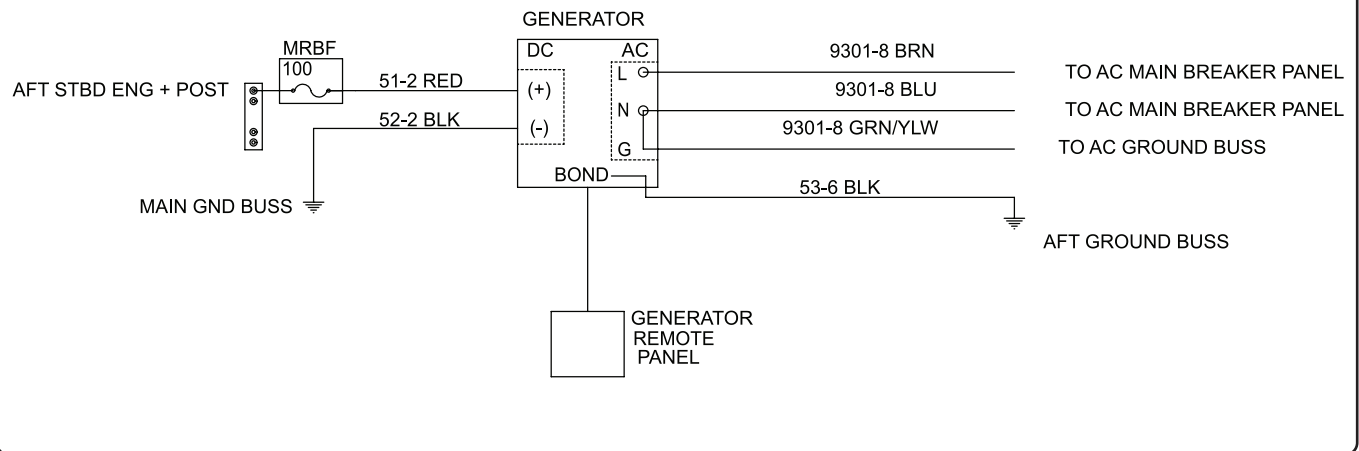 GENERATOR
MRBF
100
DC
AC
9301-8 BRN
AFT STBD ENG + POST
51-2 RED
(+)
L
TO AC MAIN BREAKER PANEL
9301-8 BLU
52-2 BLK
(-)
N
TO AC MAIN BREAKER PANEL
9301-8 GRN/YLW
G
TO AC GROUND BUSS
BOND
53-6 BLK
MAIN GND BUSS
AFT GROUND BUSS
GENERATOR
REMOTE
PANEL